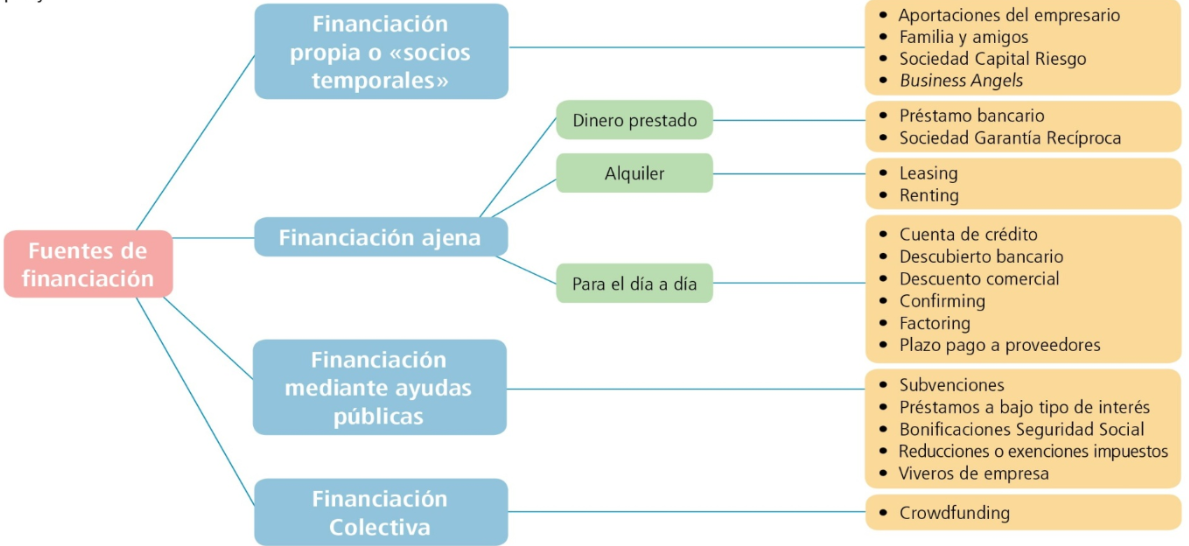 Fuentes de
financiación
Financiación
propia o «socios
temporales»
• Aportaciones del empresario
• Familia y amigos
• Sociedad Capital Riesgo
• Business Angels
Financiación ajena
Dinero prestado
• Préstamo bancario
• Sociedad Garantía Recíproca
Alquiler
• Leasing
• Renting
Para el día a día
• Cuenta de crédito
• Descubierto bancario
• Descuento comercial
• Confirming
• Factoring
• Plazo pago a proveedores
Financiación
mediante ayudas
públicas
• Subvenciones
• Préstamos a bajo tipo de interés
• Bonificaciones Seguridad Social
• Reducciones o exenciones impuestos
• Viveros de empresa
Financiación
Colectiva
• Crowdfunding